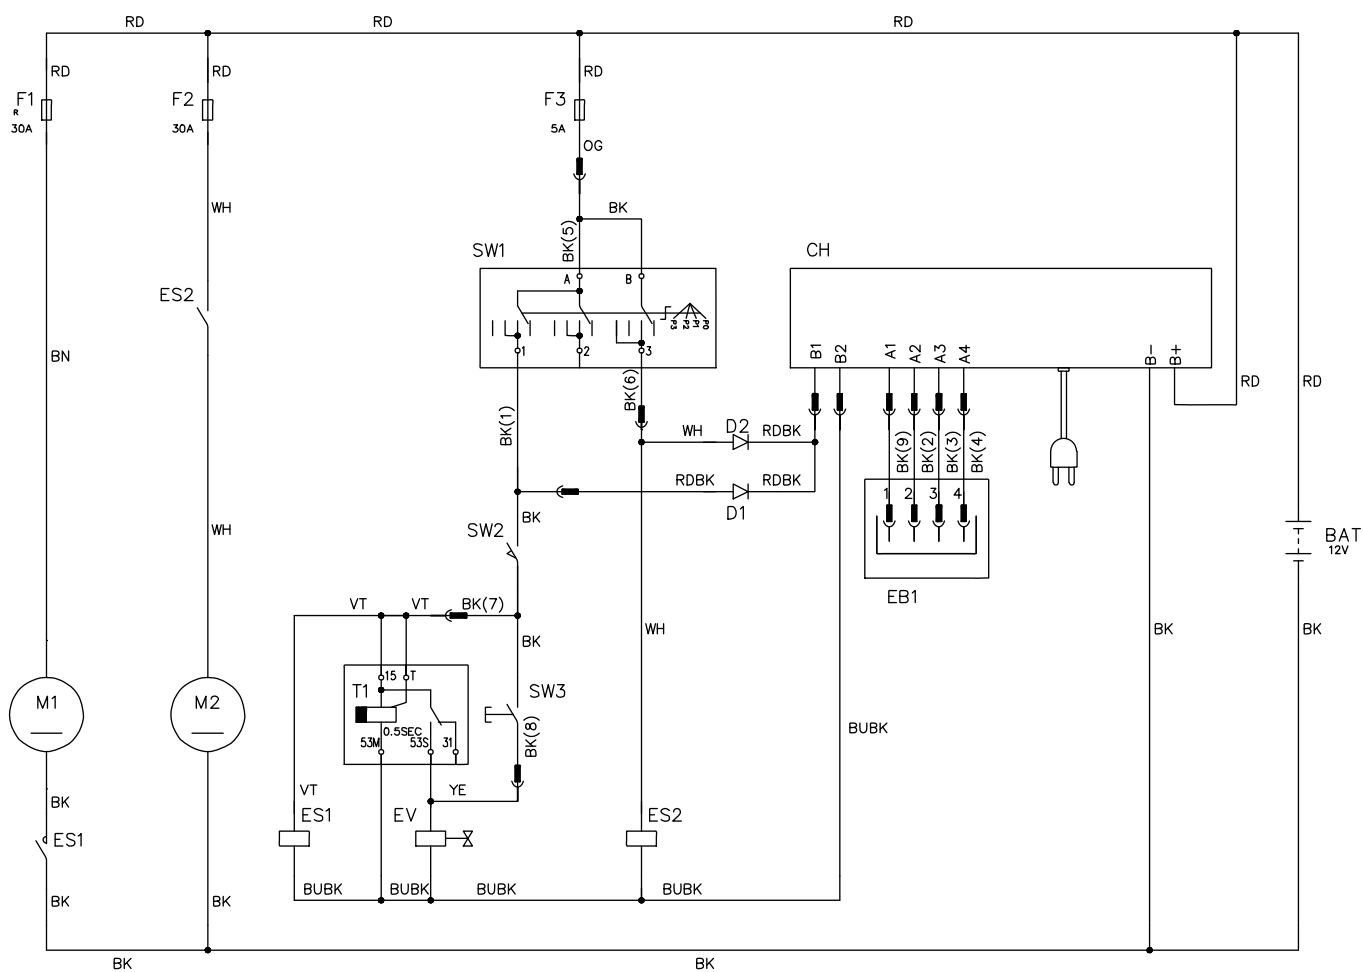 RD RD RD
RD RD RD
F1 F2 F3
R
30A 30A 5A
OG
WH BK
BK(5)
SW1 CH
A B
ES2
P3 P2 P1 P0
1 2 3
B1 B2 A1 A2 A3 A4 B- B+
BN
BK(6) RD RD
BK(1)
WH D2 RDBK
BK(9) BK(2) BK(3) BK(4)
RDBK RDBK
1 2 3 4
D1
BK
WH SW2
BAT
12V
EB1
VT VT BK(7)
BK WH BK BK
15 T
T1 SW3
M1 M2
0.5SEC
53M 53S 31
BK(8)
BUBK
VT YE
BK
ES1 EV ES2
ES1
BUBK BUBK BUBK BUBK
BK BK
BK BK